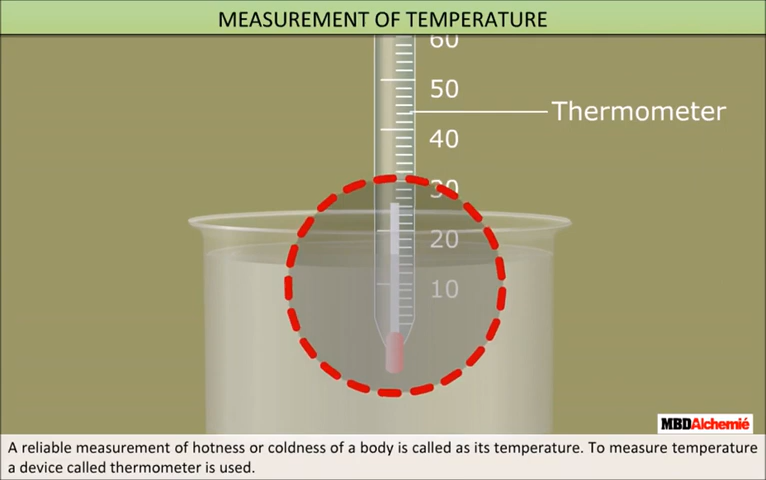 MEASUREMENT OF TEMPERATURE
60
50
Thermometer
40
30
20
10
MBDAlchemié
A reliable measurement of hotness or coldness of a body is called as its temperature. To measure temperature
a device called thermometer is used.